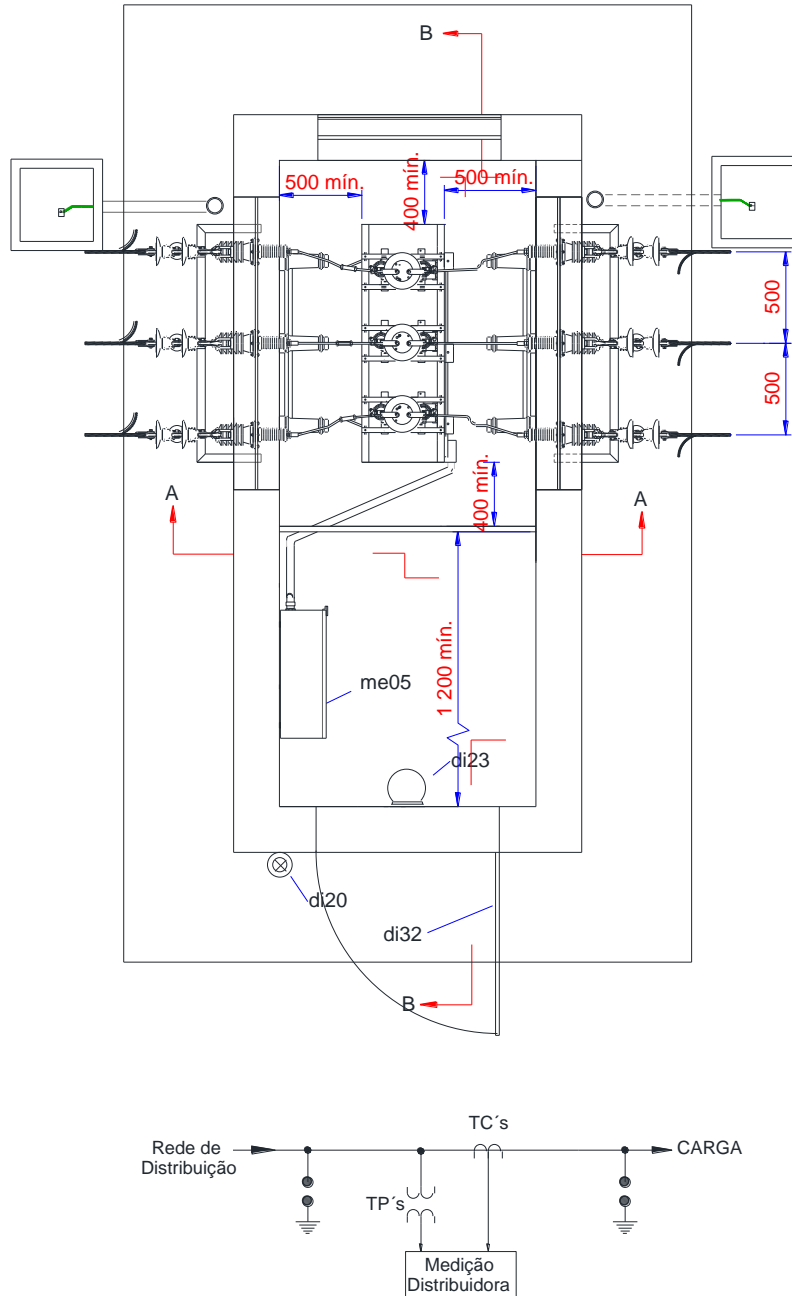 B
500 mín.
400 mín.
500 mín.
500
500
400 mín.
A
A
1 200 mín.
me05
di23
di20
di32
B
TC´s
Rede de
Distribuição
CARGA
TP´s
Medição
Distribuidora